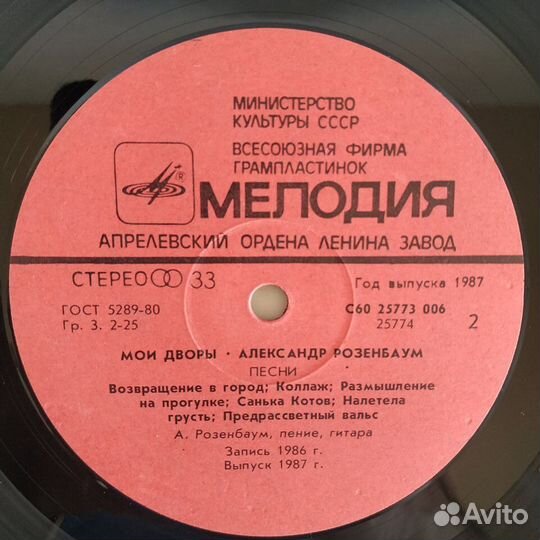 МИНИСТЕРСТВО
КУЛЬТУРЫ СССР
ВСЕСОЮЗНАЯ ФИРМА
ГРАМПЛАСТИНОК
® МЕЛОДИЯ
АПРЕЛЕВСКИЙ ОРДЕНА ЛЕНИНА ЗАВОД
СТЕРЕО 33 Год выпуска 1987
ГОСТ 5289-80 С60 25773 006
Гр. 3. 2-25 25774 2
МОИ ДВОРЫ · АЛЕКСАНДР РОЗЕНБАУМ
ПЕСНИ
Возвращение в город; Коллаж; Размышление
на прогулке; Санька Котов; Налетела
грусть; Предрассветный вальс
А. Розенбаум, пение, гитара
Запись 1986 г.
Выпуск 1987 г.
Avito